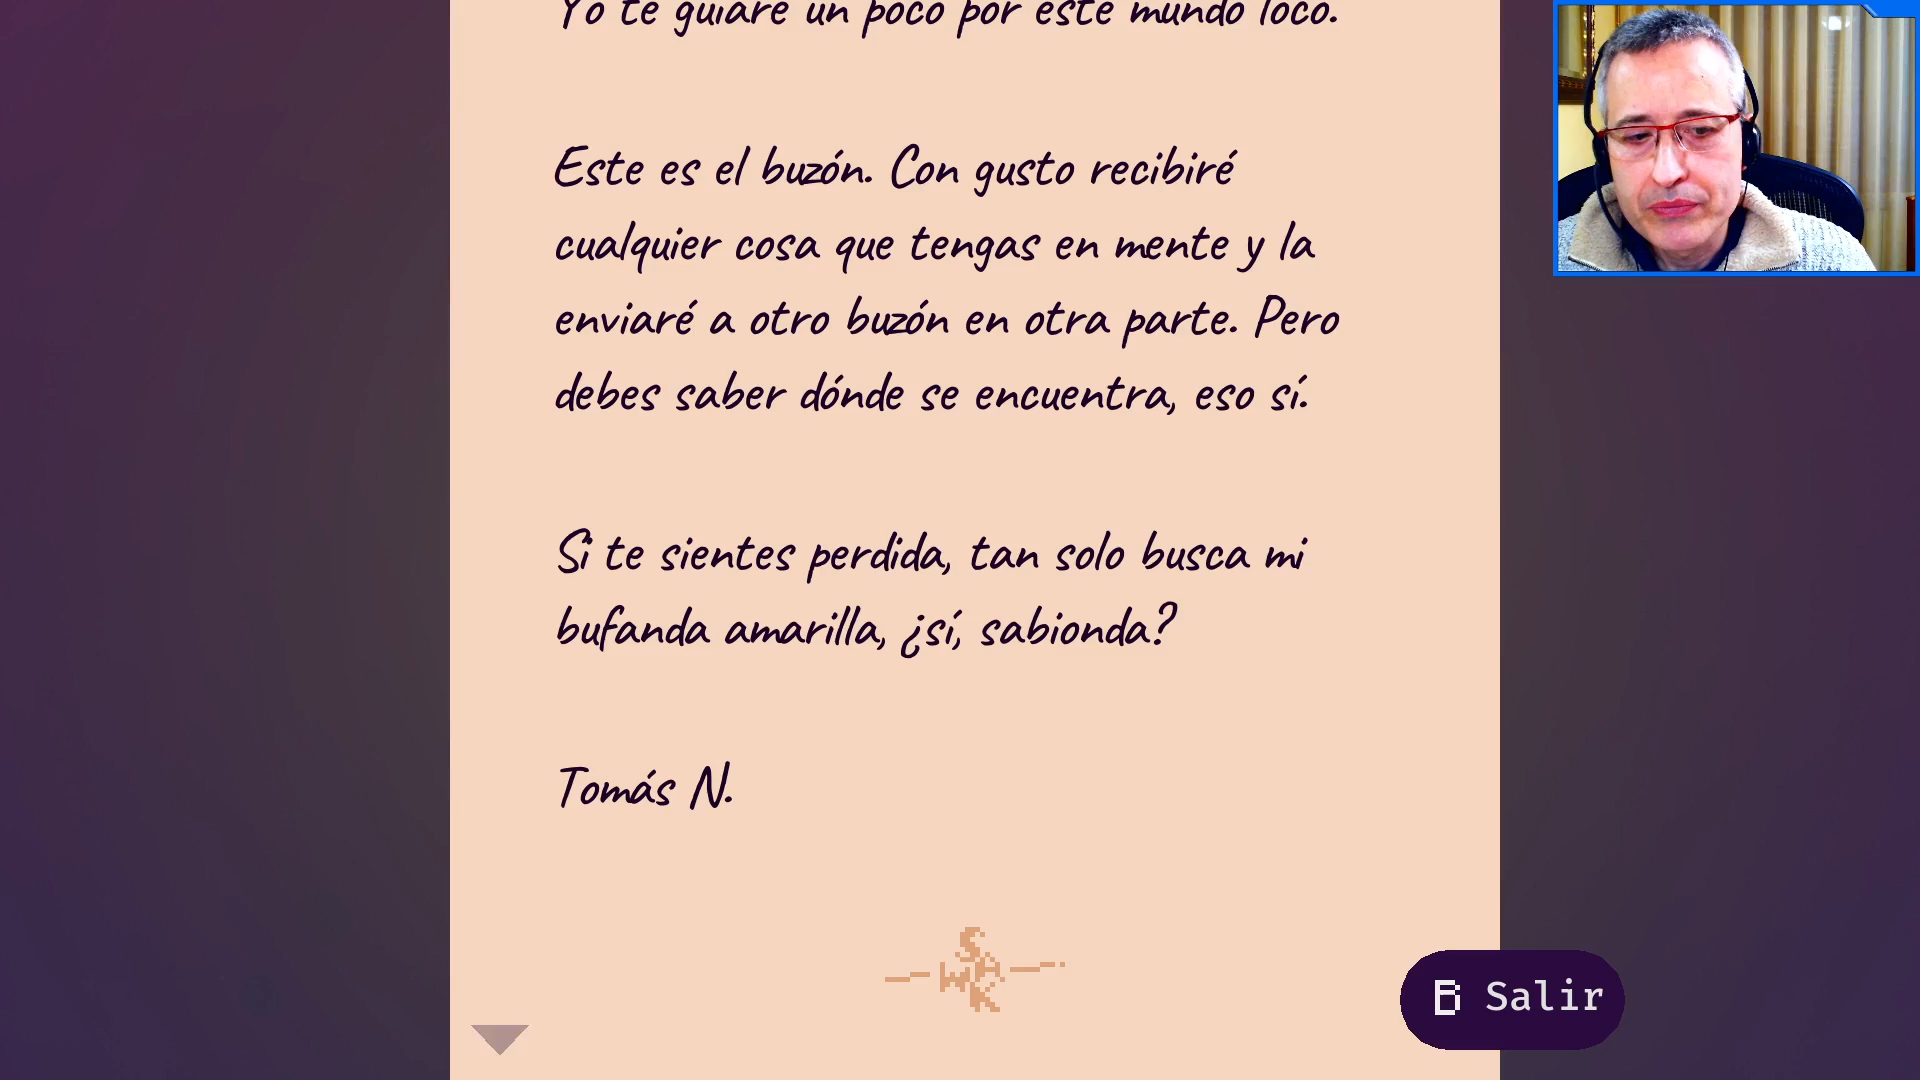 Yo te guiaré un poco por este mundo loco.
Este es el buzón. Con gusto recibiré
cualquier cosa que tengas en mente y la
enviaré a otro buzón en otra parte. Pero
debes saber dónde se encuentra, eso sí.
Si te sientes perdida, tan solo busca mi
bufanda amarilla, ¿sí, sabionda?
Tomás N.
B Salir